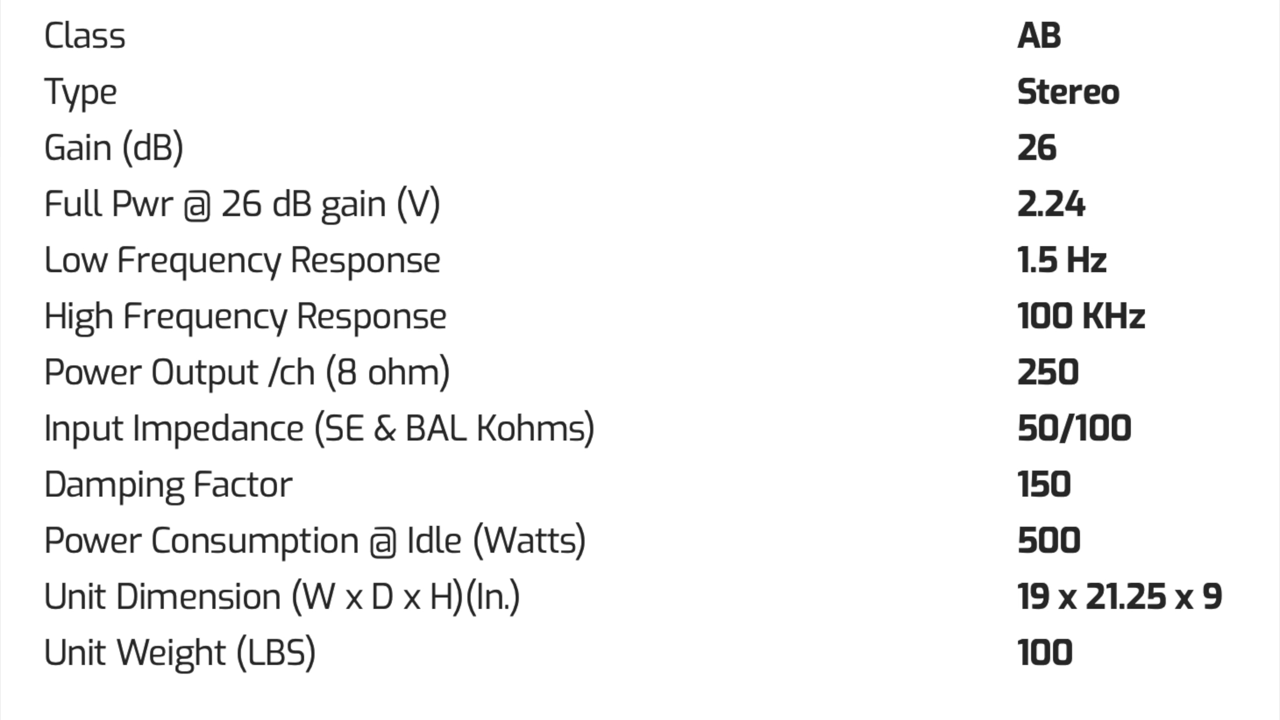 Class AB
Type Stereo
Gain (dB) 26
Full Pwr @ 26 dB gain (V) 2.24
Low Frequency Response 1.5 Hz
High Frequency Response 100 KHz
Power Output /ch (8 ohm) 250
Input Impedance (SE & BAL Kohms) 50/100
Damping Factor 150
Power Consumption @ Idle (Watts) 500
Unit Dimension (W x D x H)(In.) 19 x 21.25 x 9
Unit Weight (LBS) 100